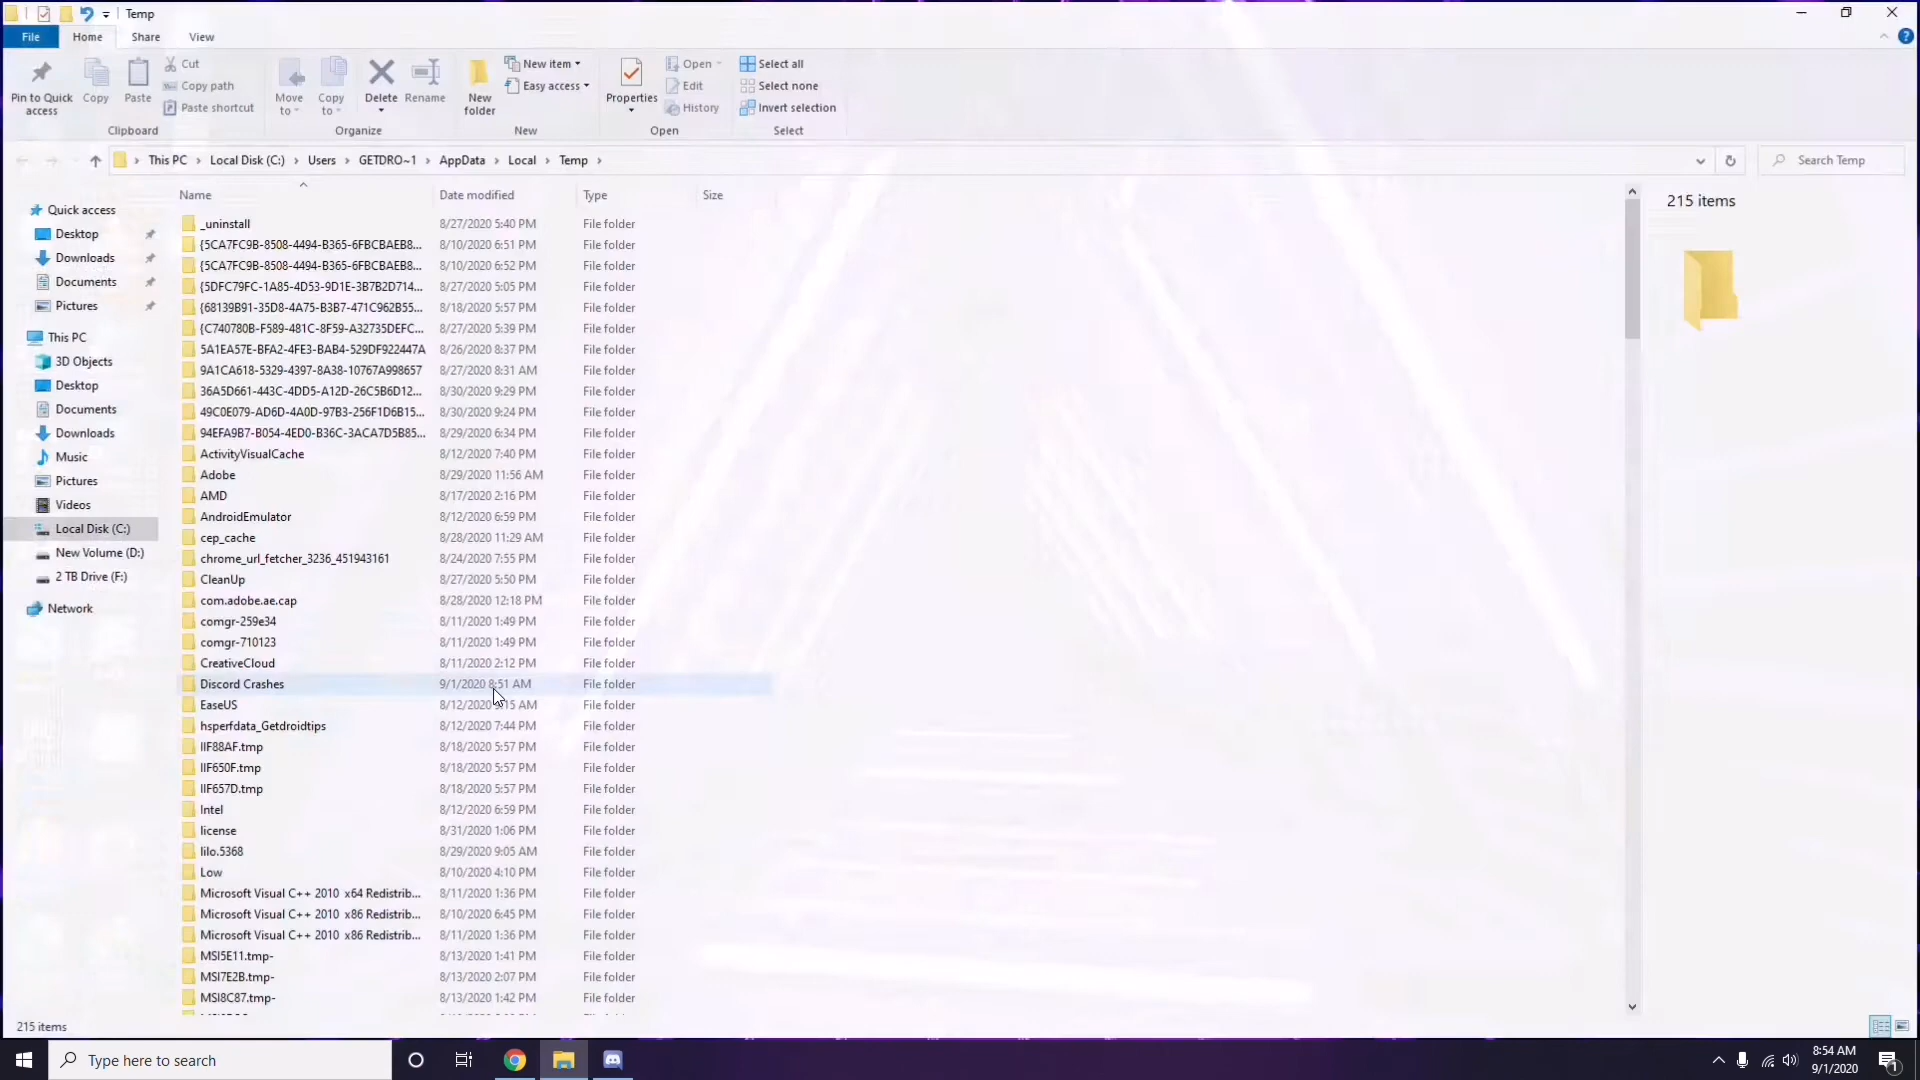 Temp
File Home Share View
Pin to Quick access
Copy
Paste
Cut
Copy path
Paste shortcut
Clipboard
Move to
Copy to
Delete
Rename
Organize
New folder
New item
Easy access
New
Properties
Open
Edit
History
Open
Select all
Select none
Invert selection
Select
This PC Local Disk (C:) Users GETDRO~1 AppData Local Temp
Search Temp
Quick access
Desktop
Downloads
Documents
Pictures
This PC
3D Objects
Desktop
Documents
Downloads
Music
Pictures
Videos
Local Disk (C:)
New Volume (D:)
2 TB Drive (F:)
Network
Name Date modified Type Size
_uninstall 8/27/2020 5:40 PM File folder
{5CA7FC9B-8508-4494-B365-6FBCBAEB8... 8/10/2020 6:51 PM File folder
{5CA7FC9B-8508-4494-B365-6FBCBAEB8... 8/10/2020 6:52 PM File folder
{5DFC79FC-1A85-4D53-9D1E-3B7B2D714... 8/27/2020 5:05 PM File folder
{68139B91-35D8-4A75-B3B7-471C962B55... 8/18/2020 5:57 PM File folder
{C740780B-F589-481C-8F59-A32735DEFC... 8/27/2020 5:39 PM File folder
5A1EA57E-BFA2-4FE3-BAB4-529DF922447A 8/26/2020 8:37 PM File folder
9A1CA618-5329-4397-8A38-10767A998657 8/27/2020 8:31 AM File folder
36A5D661-443C-4DD5-A12D-26C5B6D12... 8/30/2020 9:29 PM File folder
49C0E079-AD6D-4A0D-97B3-256F1D6B15... 8/30/2020 9:24 PM File folder
94EFA9B7-B054-4ED0-B36C-3ACA7D5B85... 8/29/2020 6:34 PM File folder
ActivityVisualCache 8/12/2020 7:40 PM File folder
Adobe 8/29/2020 11:56 AM File folder
AMD 8/17/2020 2:16 PM File folder
AndroidEmulator 8/12/2020 6:59 PM File folder
cep_cache 8/28/2020 11:29 AM File folder
chrome_url_fetcher_3236_451943161 8/24/2020 7:55 PM File folder
CleanUp 8/27/2020 5:50 PM File folder
com.adobe.ae.cap 8/28/2020 12:18 PM File folder
comgr-259e34 8/11/2020 1:49 PM File folder
comgr-710123 8/11/2020 1:49 PM File folder
CreativeCloud 8/11/2020 2:12 PM File folder
Discord Crashes 9/1/2020 8:51 AM File folder
EaseUS 8/12/2020 :15 AM File folder
hsperfdata_Getdroidtips 8/12/2020 7:44 PM File folder
IIF88AF.tmp 8/18/2020 5:57 PM File folder
IIF650F.tmp 8/18/2020 5:57 PM File folder
IIF657D.tmp 8/18/2020 5:57 PM File folder
Intel 8/12/2020 6:59 PM File folder
license 8/31/2020 1:06 PM File folder
lilo.5368 8/29/2020 9:05 AM File folder
Low 8/10/2020 4:10 PM File folder
Microsoft Visual C++ 2010 x64 Redistrib... 8/11/2020 1:36 PM File folder
Microsoft Visual C++ 2010 x86 Redistrib... 8/10/2020 6:45 PM File folder
Microsoft Visual C++ 2010 x86 Redistrib... 8/11/2020 1:36 PM File folder
MSI5E11.tmp- 8/13/2020 1:41 PM File folder
MSI7E2B.tmp- 8/13/2020 2:07 PM File folder
MSI8C87.tmp- 8/13/2020 1:42 PM File folder
215 items
215 items
Type here to search
8:54 AM
9/1/2020
1